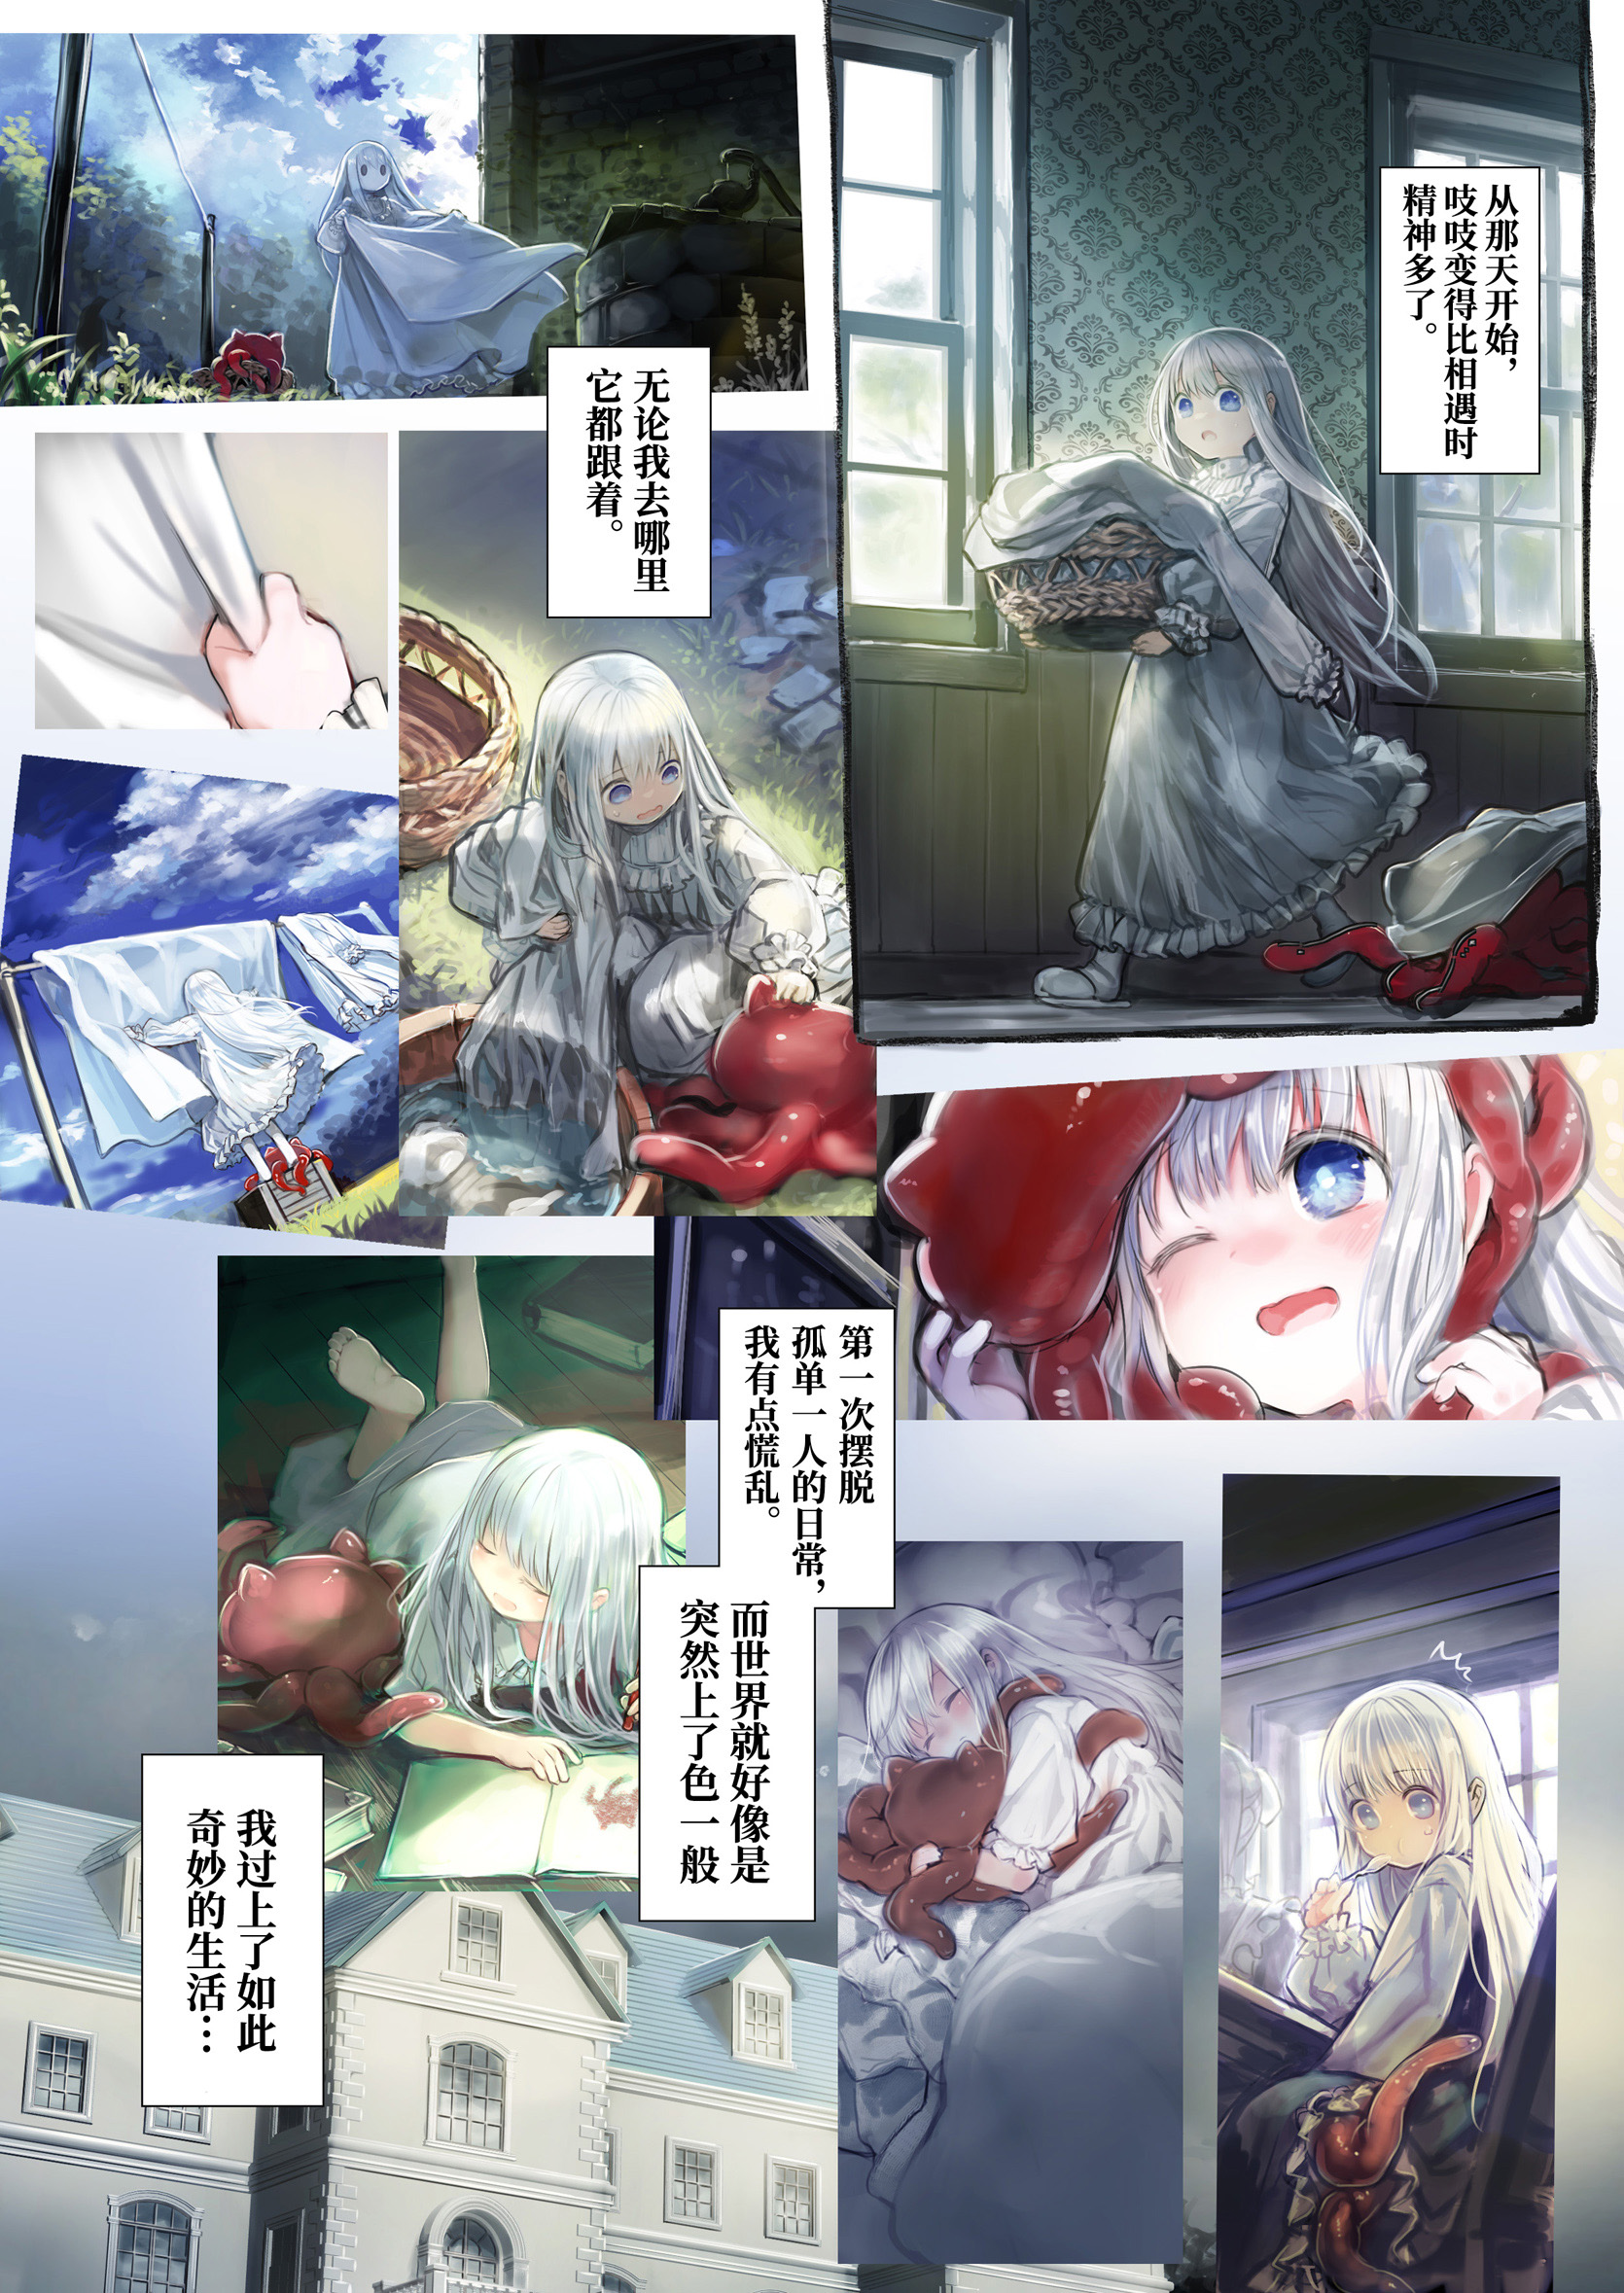 从那天开始，
吱吱变得比相遇时
精神多了。
无论我去哪里
它都跟着。
第一次摆脱
孤单一人的日常，
我有点慌乱。
而世界就好像是
突然上了色一般
我过上了如此
奇妙的生活…